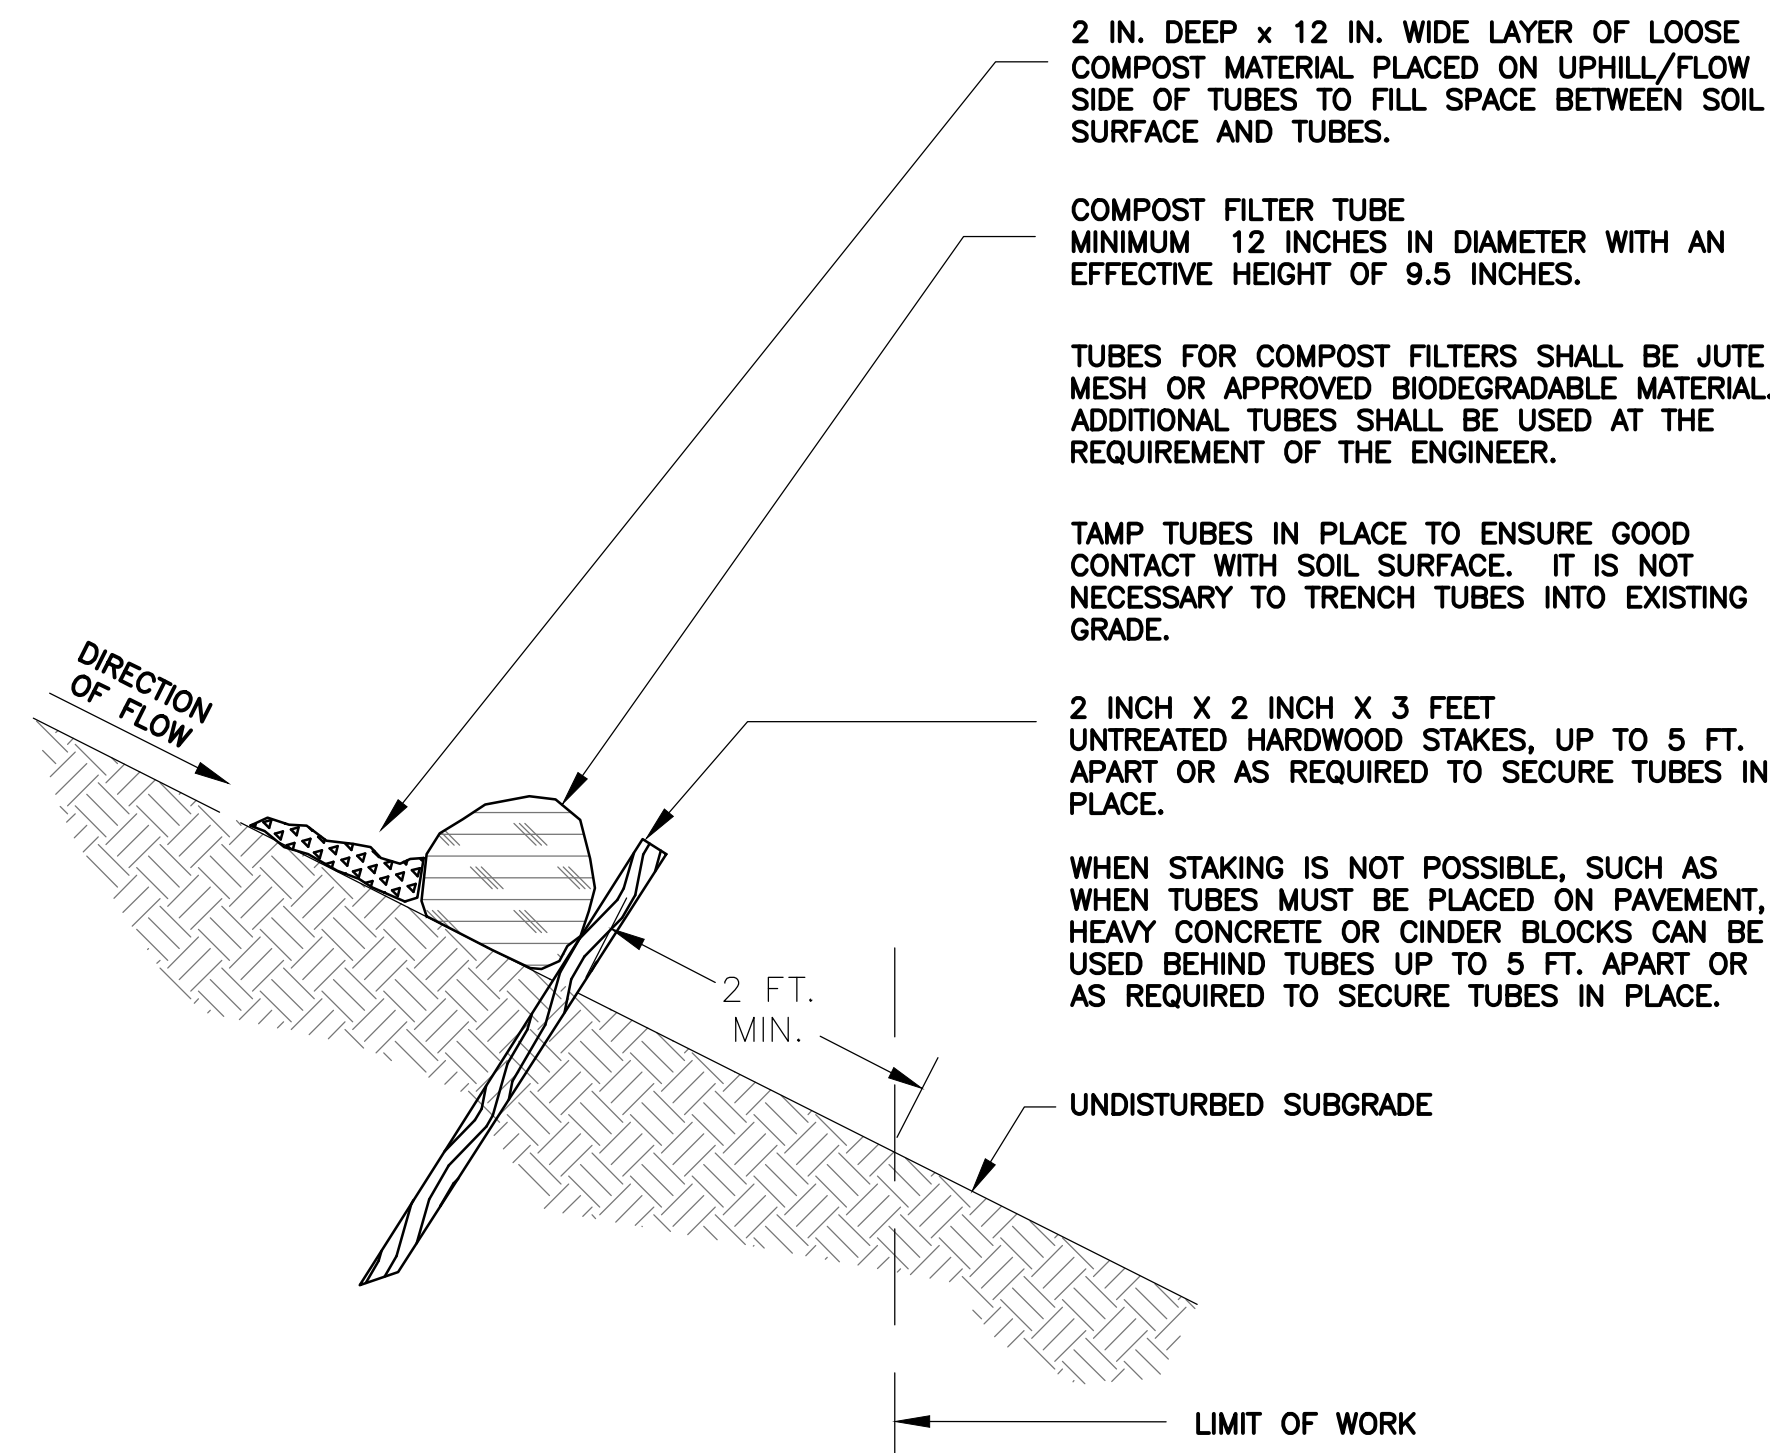 2 IN. DEEP x 12 IN. WIDE LAYER OF LOOSE
COMPOST MATERIAL PLACED ON UPHILL/FLOW
SIDE OF TUBES TO FILL SPACE BETWEEN SOIL
SURFACE AND TUBES.
COMPOST FILTER TUBE
MINIMUM 12 INCHES IN DIAMETER WITH AN
EFFECTIVE HEIGHT OF 9.5 INCHES.
TUBES FOR COMPOST FILTERS SHALL BE JUTE
MESH OR APPROVED BIODEGRADABLE MATERIAL.
ADDITIONAL TUBES SHALL BE USED AT THE
REQUIREMENT OF THE ENGINEER.
TAMP TUBES IN PLACE TO ENSURE GOOD
CONTACT WITH SOIL SURFACE. IT IS NOT
NECESSARY TO TRENCH TUBES INTO EXISTING
GRADE.
DIRECTION
OF FLOW
2 INCH X 2 INCH X 3 FEET
UNTREATED HARDWOOD STAKES, UP TO 5 FT.
APART OR AS REQUIRED TO SECURE TUBES IN
PLACE.
WHEN STAKING IS NOT POSSIBLE, SUCH AS
WHEN TUBES MUST BE PLACED ON PAVEMENT,
HEAVY CONCRETE OR CINDER BLOCKS CAN BE
USED BEHIND TUBES UP TO 5 FT. APART OR
AS REQUIRED TO SECURE TUBES IN PLACE.
2 FT.
MIN.
UNDISTURBED SUBGRADE
LIMIT OF WORK